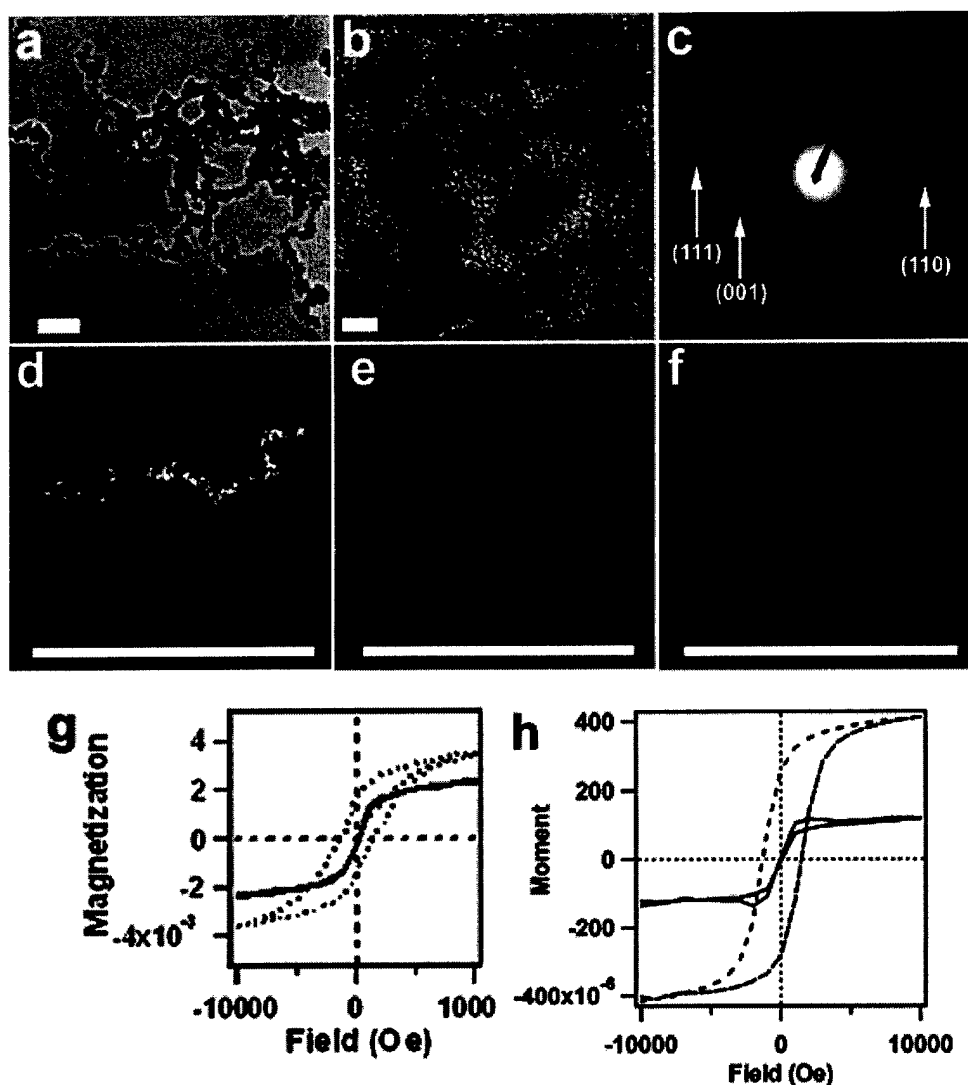 a
b
c
(111)
(001)
(110)
d
e
f
g
Magnetization
4
2
0
-2
-4x10⁻³
-10000
0
1000
Field (Oe)
h
Moment
400
200
0
-200
-400x10⁻⁶
-10000
0
10000
Field (Oe)